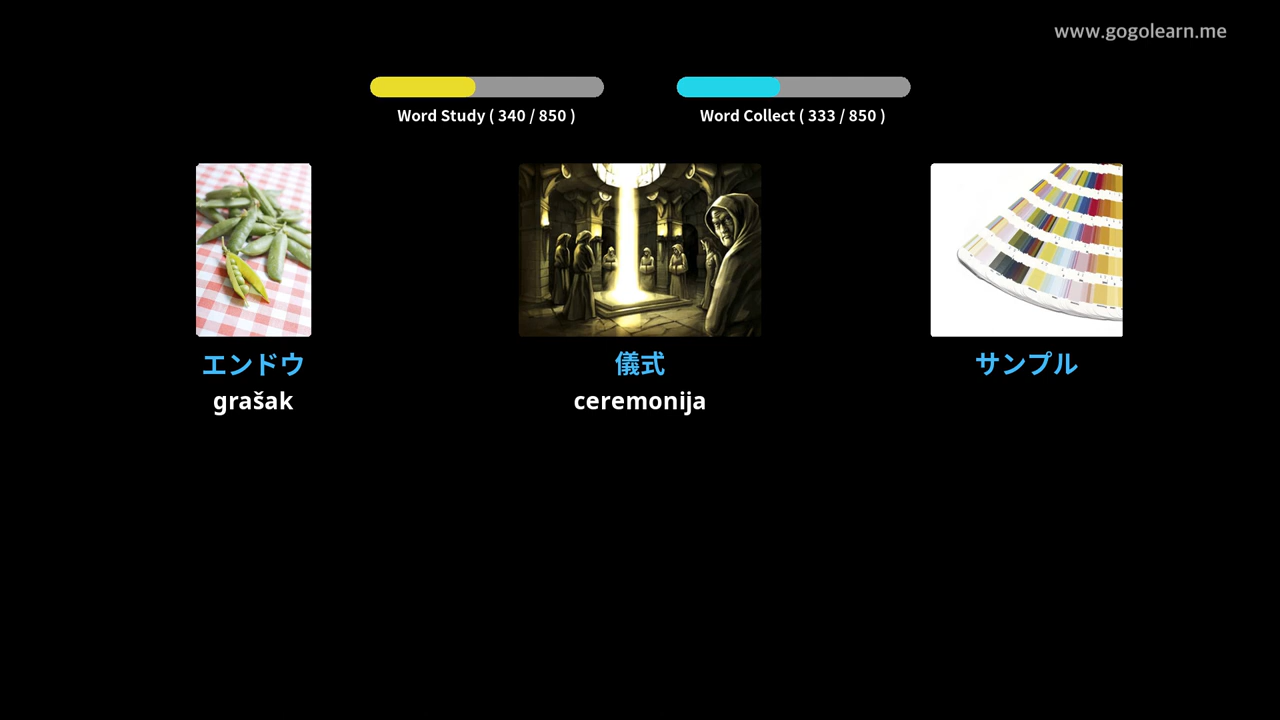 www.gogolearn.me
Word Study ( 340 / 850 )
Word Collect ( 333 / 850 )
エンドウ
grašak
儀式
ceremonija
サンプル